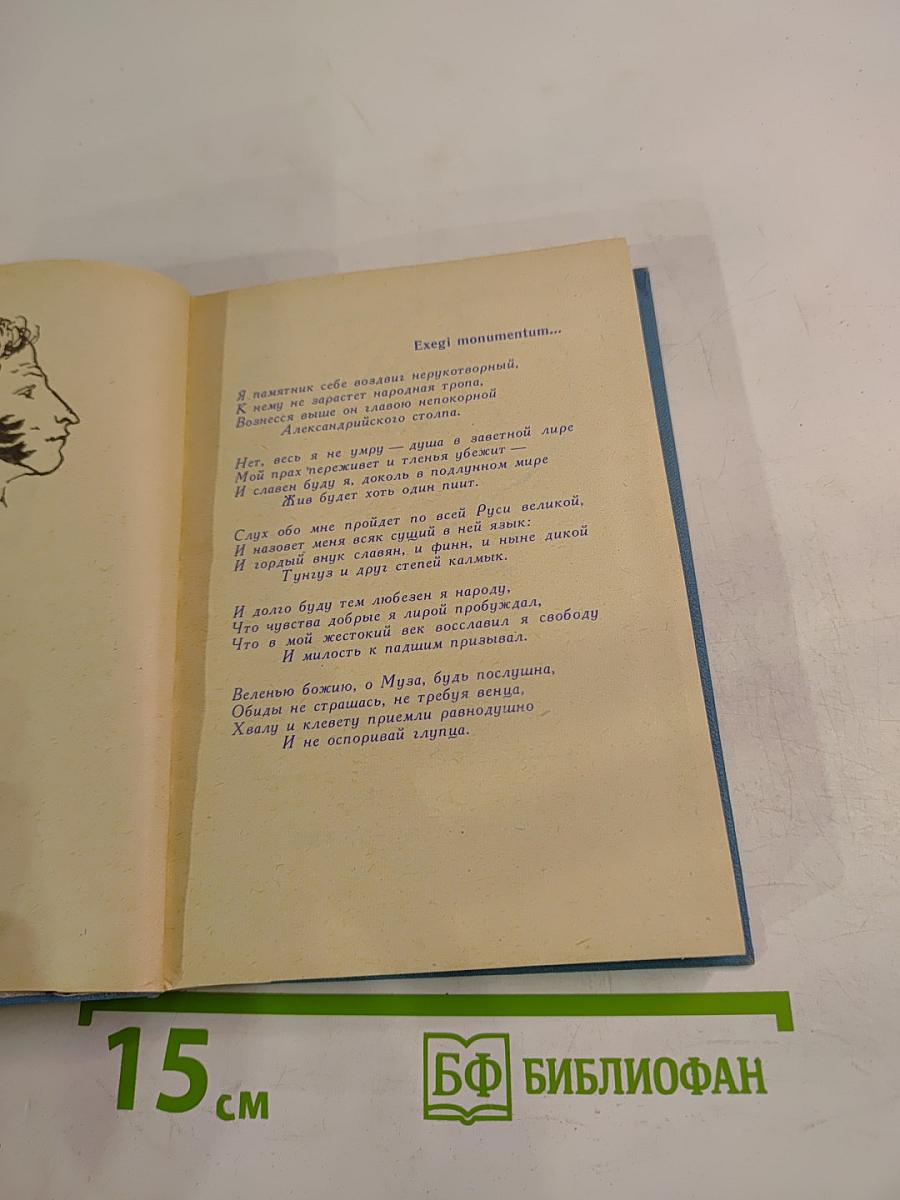 Exegi monumentum...
Я памятник себе воздвиг нерукотворный,
К нему не зарастет народная тропа,
Вознесся выше он главою непокорной
Александрийского столпа.
Нет, весь я не умру — душа в заветной лире
Мой прах переживет и тленья убежит —
И славен буду я, доколь в подлунном мире
Жив будет хоть один пиит.
Слух обо мне пройдет по всей Руси великой,
И назовет меня всяк сущий в ней язык:
И гордый внук славян, и финн, и ныне дикой
Тунгуз и друг степей калмык.
И долго буду тем любезен я народу,
Что чувства добрые я лирой пробуждал,
Что в мой жестокий век восславил я свободу
И милость к падшим призывал.
Веленью божию, о Муза, будь послушна,
Обиды не страшась, не требуя венца,
Хвалу и клевету приемли равнодушно
И не оспоривай глупца.
15 см
БФ БИБЛИОФАН